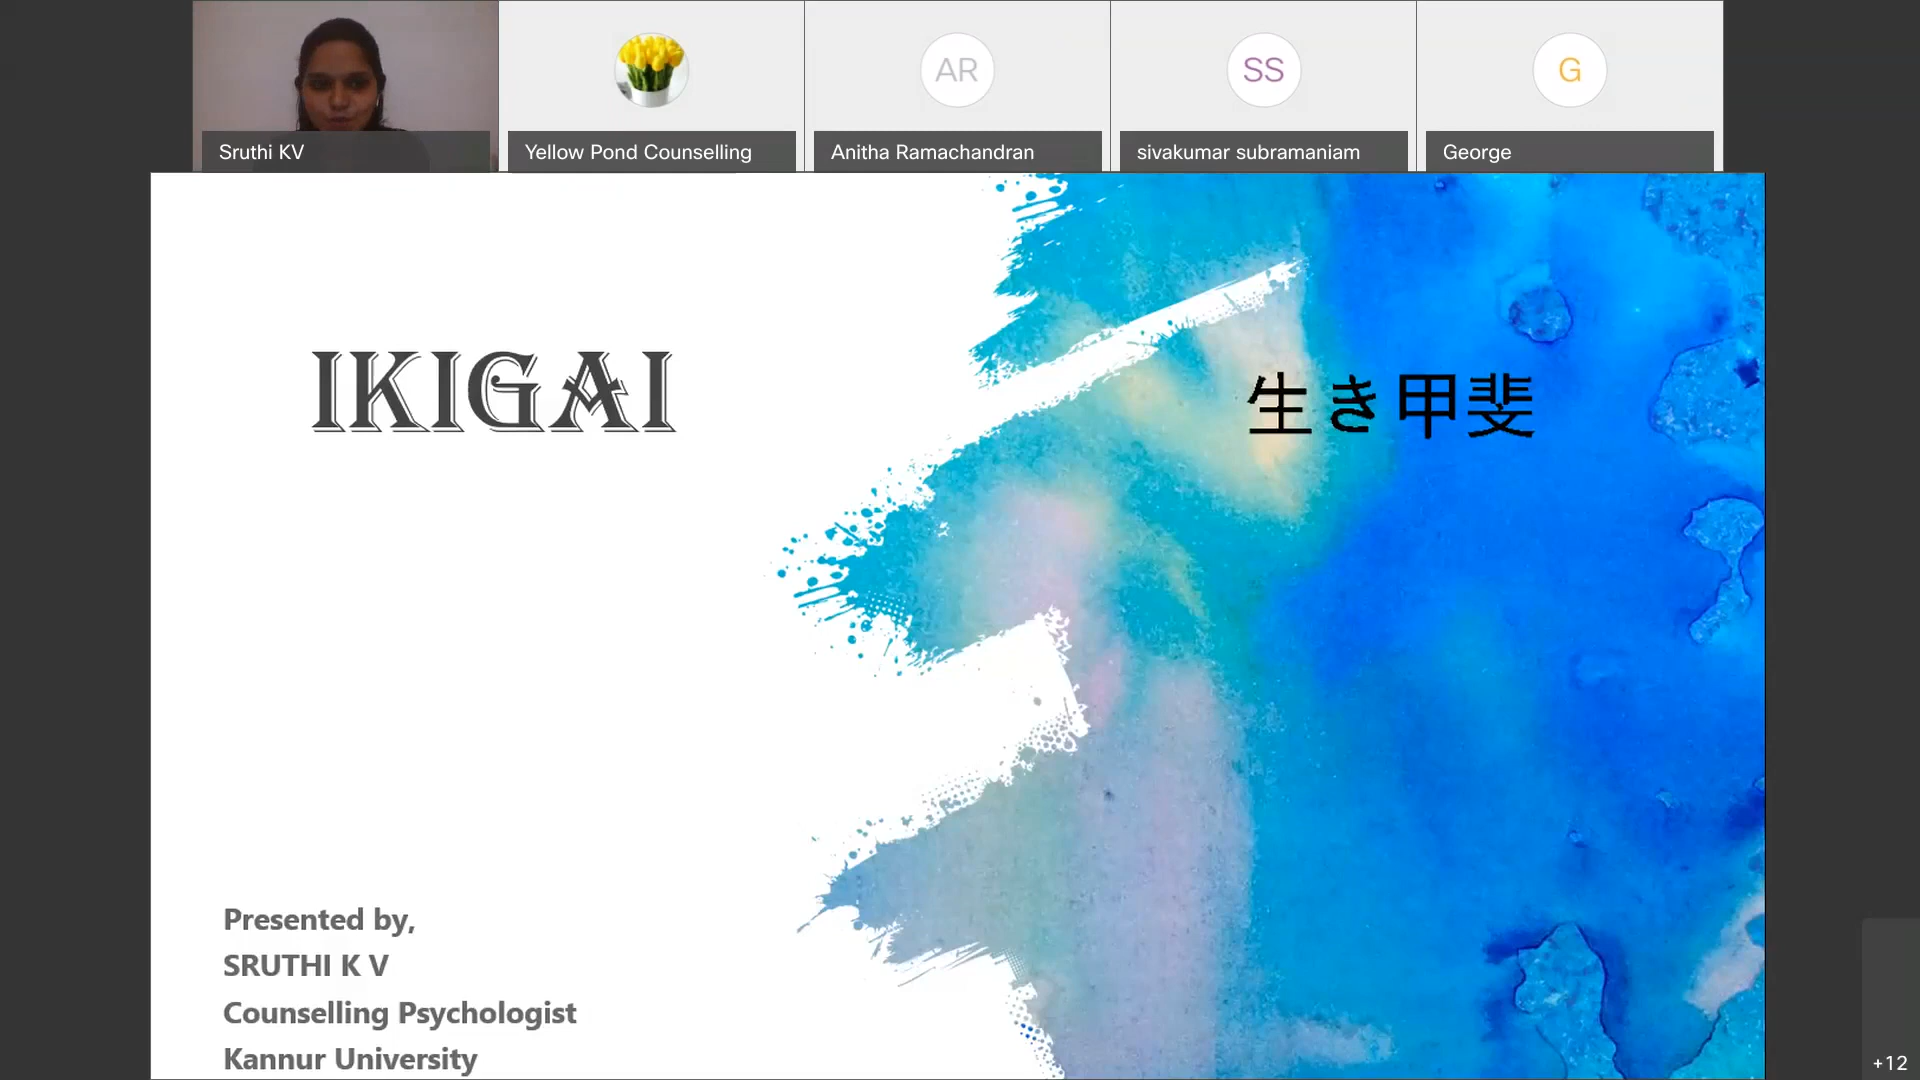 AR
SS
G
Sruthi KV
Yellow Pond Counselling
Anitha Ramachandran
sivakumar subramaniam
George
IKIGAI
生き甲斐
Presented by,
SRUTHI K V
Counselling Psychologist
Kannur University
+12